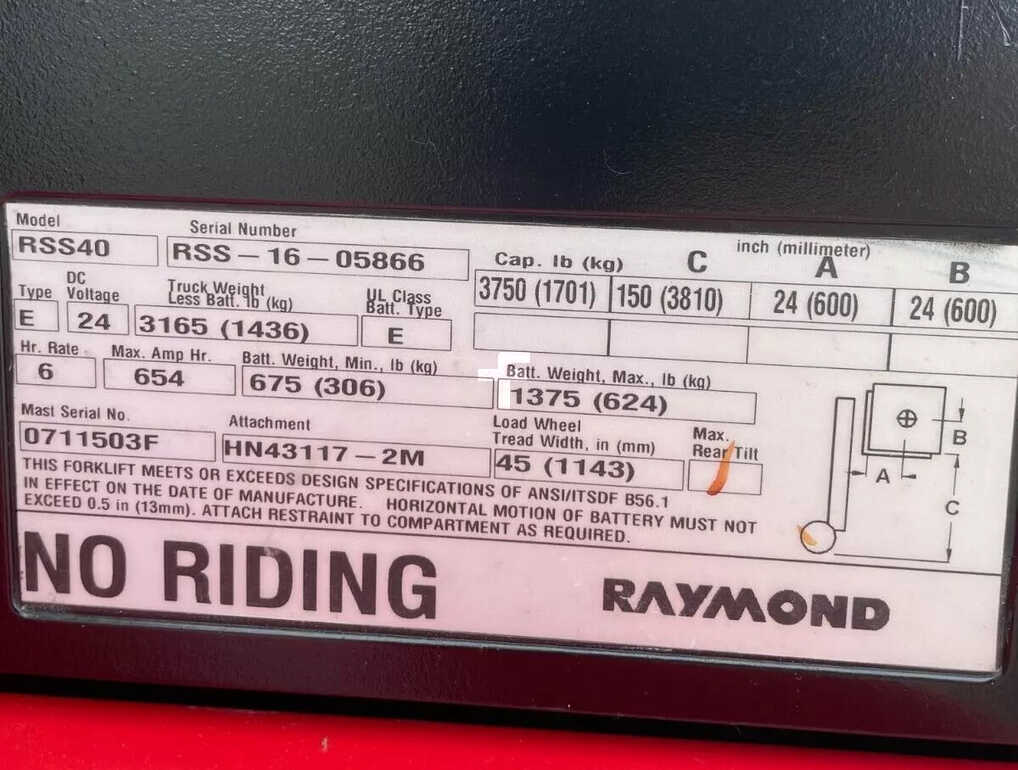 Model
RSS40
Serial Number
RSS - 16 - 05866
Cap. lb (kg) C inch (millimeter) A B
3750 (1701) 150 (3810) 24 (600) 24 (600)
Type
E
DC
Voltage
24
Truck Weight
Less Batt. lb (kg)
3165 (1436)
UL Class
Batt. Type
E
Hr. Rate
6
Max. Amp Hr.
654
Batt. Weight, Min., lb (kg)
675 (306)
Batt. Weight, Max., lb (kg)
1375 (624)
Mast Serial No.
0711503F
Attachment
HN43117 - 2M
Load Wheel
Tread Width, in (mm)
45 (1143)
Max.
Rear Tilt
B
A
C
THIS FORKLIFT MEETS OR EXCEEDS DESIGN SPECIFICATIONS OF ANSI/ITSDF B56.1
IN EFFECT ON THE DATE OF MANUFACTURE. HORIZONTAL MOTION OF BATTERY MUST NOT
EXCEED 0.5 in (13mm). ATTACH RESTRAINT TO COMPARTMENT AS REQUIRED.
NO RIDING
RAYMOND